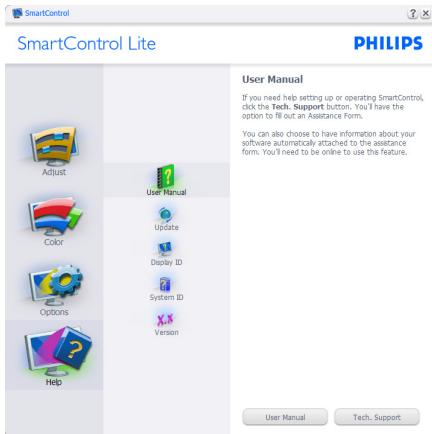 SmartControl
SmartControl Lite
PHILIPS
Adjust
Color
Options
Help
User Manual
Update
Display ID
System ID
X.X
Version
User Manual
If you need help setting up or operating SmartControl,
click the Tech. Support button. You'll have the
option to fill out an Assistance Form.
You can also choose to have information about your
software automatically attached to the assistance
form. You'll need to be online to use this feature.
User Manual
Tech. Support